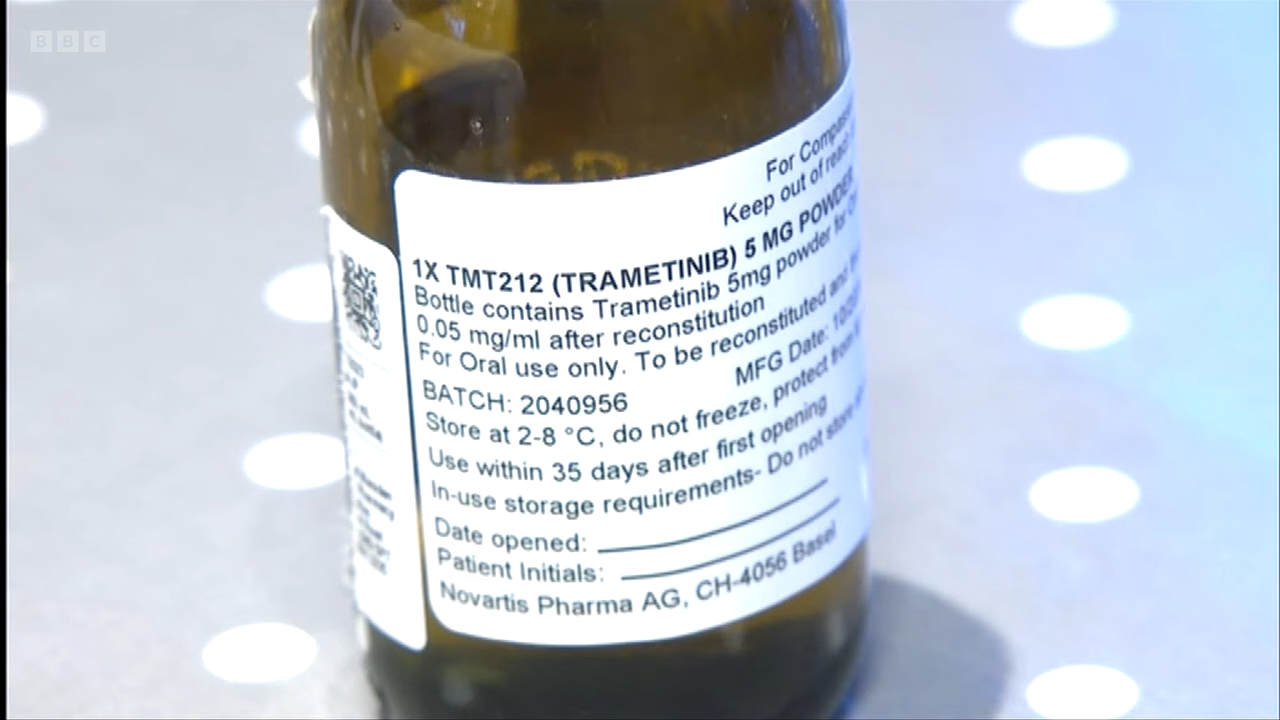 BBC
For
Keep out of reach
1X TMT212 (TRAMETINIB) 5 MG POWDER
Bottle contains Trametinib 5mg powder for
0.05 mg/ml after reconstitution
For Oral use only. To be reconstituted and
BATCH: 2040956
MFG Date:
Store at 2-8 °C, do not freeze, protect from
Use within 35 days after first opening
In-use storage requirements- Do not store
Date opened:
Patient Initials:
Novartis Pharma AG, CH-4056 Basel